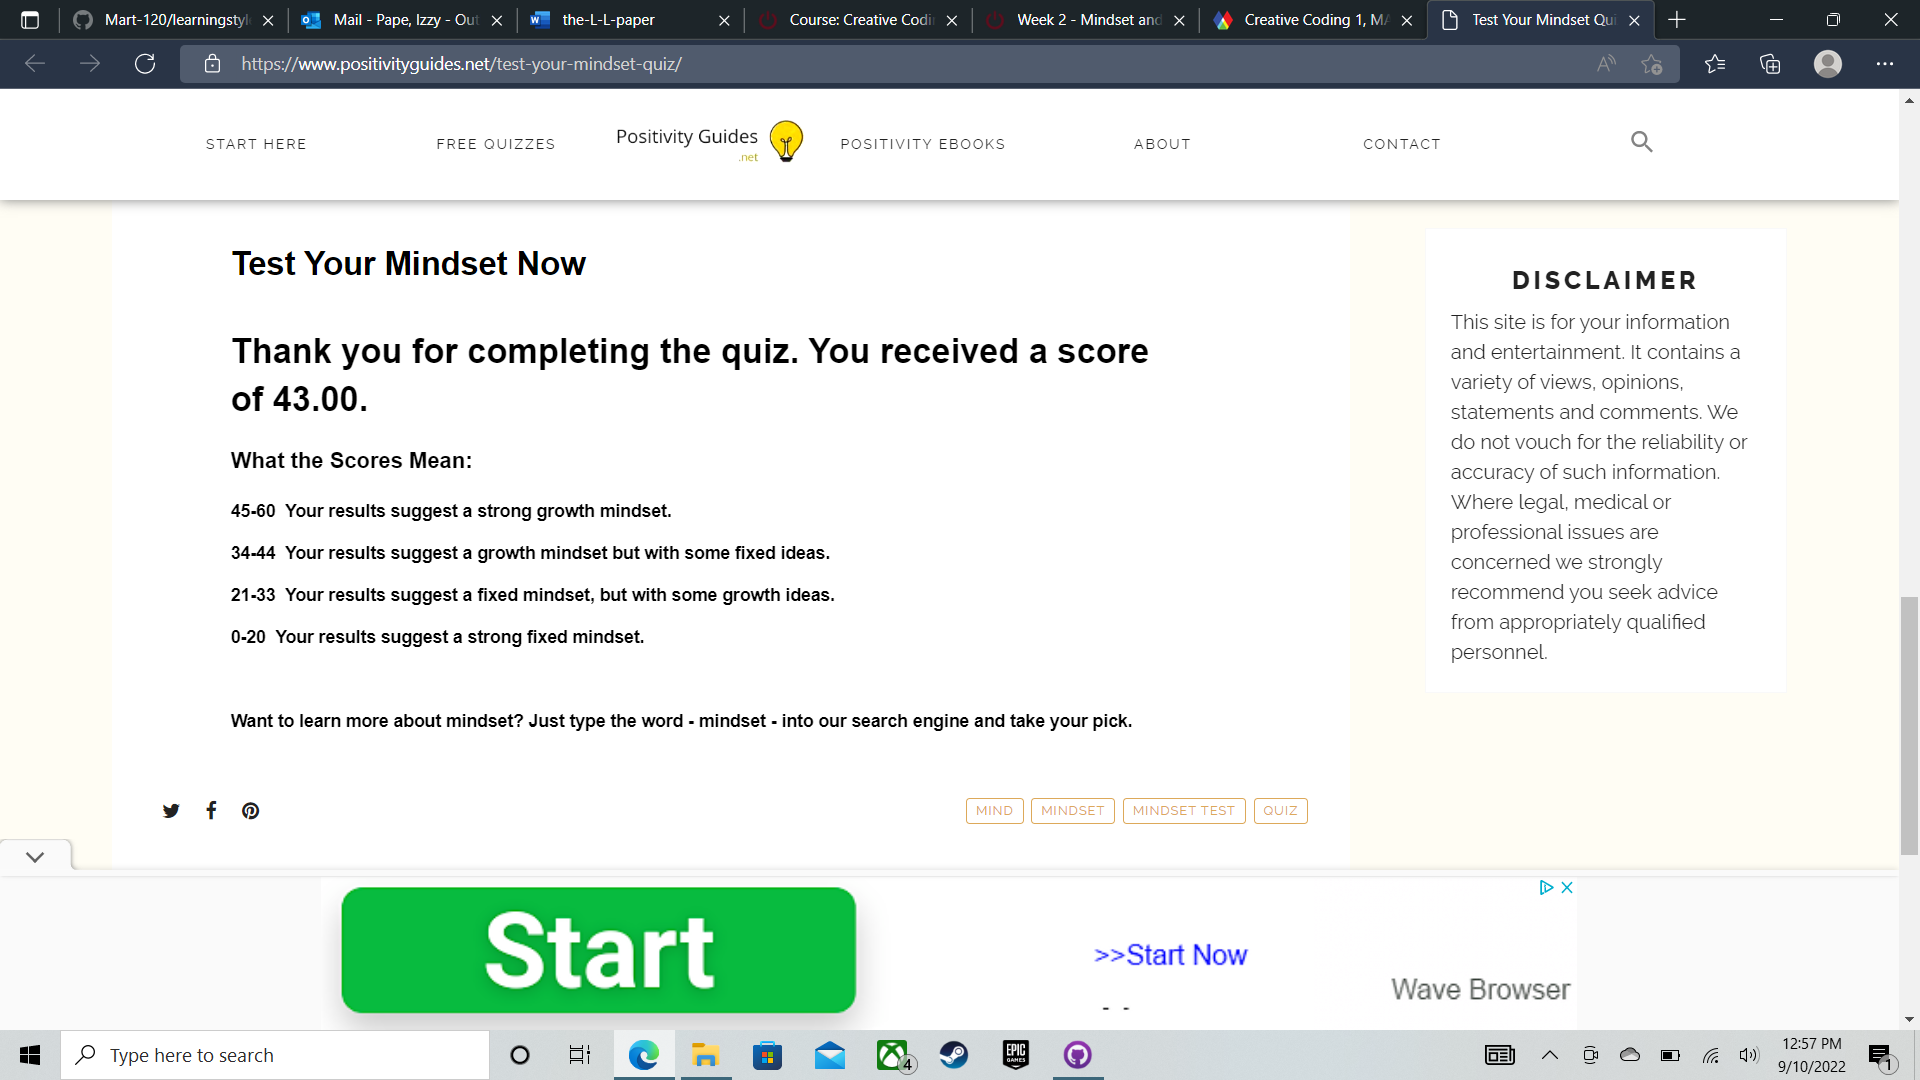 Mart-120/learningstyl
Mail - Pape, Izzy - Out
the-L-L-paper
Course: Creative Codi
Week 2 - Mindset and
Creative Coding 1, MA
Test Your Mindset Qui
https://www.positivityguides.net/test-your-mindset-quiz/
START HERE
FREE QUIZZES
Positivity Guides
.net
POSITIVITY EBOOKS
ABOUT
CONTACT
Test Your Mindset Now
Thank you for completing the quiz. You received a score
of 43.00.
What the Scores Mean:
45-60 Your results suggest a strong growth mindset.
34-44 Your results suggest a growth mindset but with some fixed ideas.
21-33 Your results suggest a fixed mindset, but with some growth ideas.
0-20 Your results suggest a strong fixed mindset.
Want to learn more about mindset? Just type the word - mindset - into our search engine and take your pick.
MIND
MINDSET
MINDSET TEST
QUIZ
DISCLAIMER
This site is for your information
and entertainment. It contains a
variety of views, opinions,
statements and comments. We
do not vouch for the reliability or
accuracy of such information.
Where legal, medical or
professional issues are
concerned we strongly
recommend you seek advice
from appropriately qualified
personnel.
Start
>>Start Now
- -
Wave Browser
Type here to search
4
EPIC
GAMES
12:57 PM
9/10/2022
1